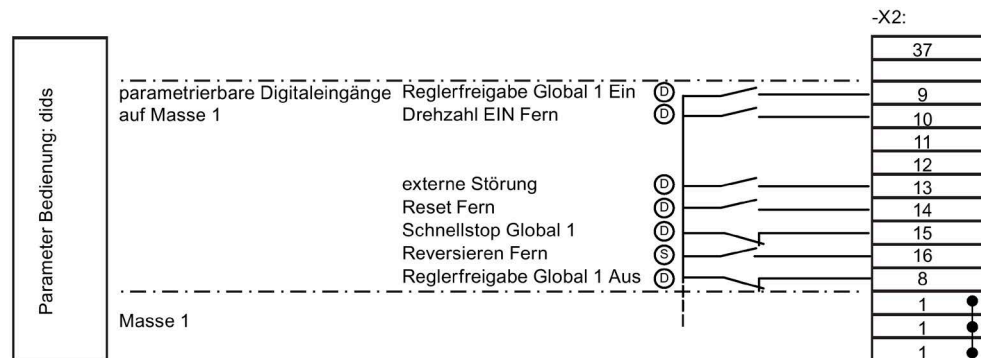 -X2:
37
Parameter Bedienung: dids
parametrierbare Digitaleingänge Reglerfreigabe Global 1 Ein D 9
auf Masse 1 Drehzahl EIN Fern D 10
11
12
externe Störung D 13
Reset Fern D 14
Schnellstop Global 1 D 15
Reversieren Fern S 16
Reglerfreigabe Global 1 Aus D 8
1
Masse 1 1
1